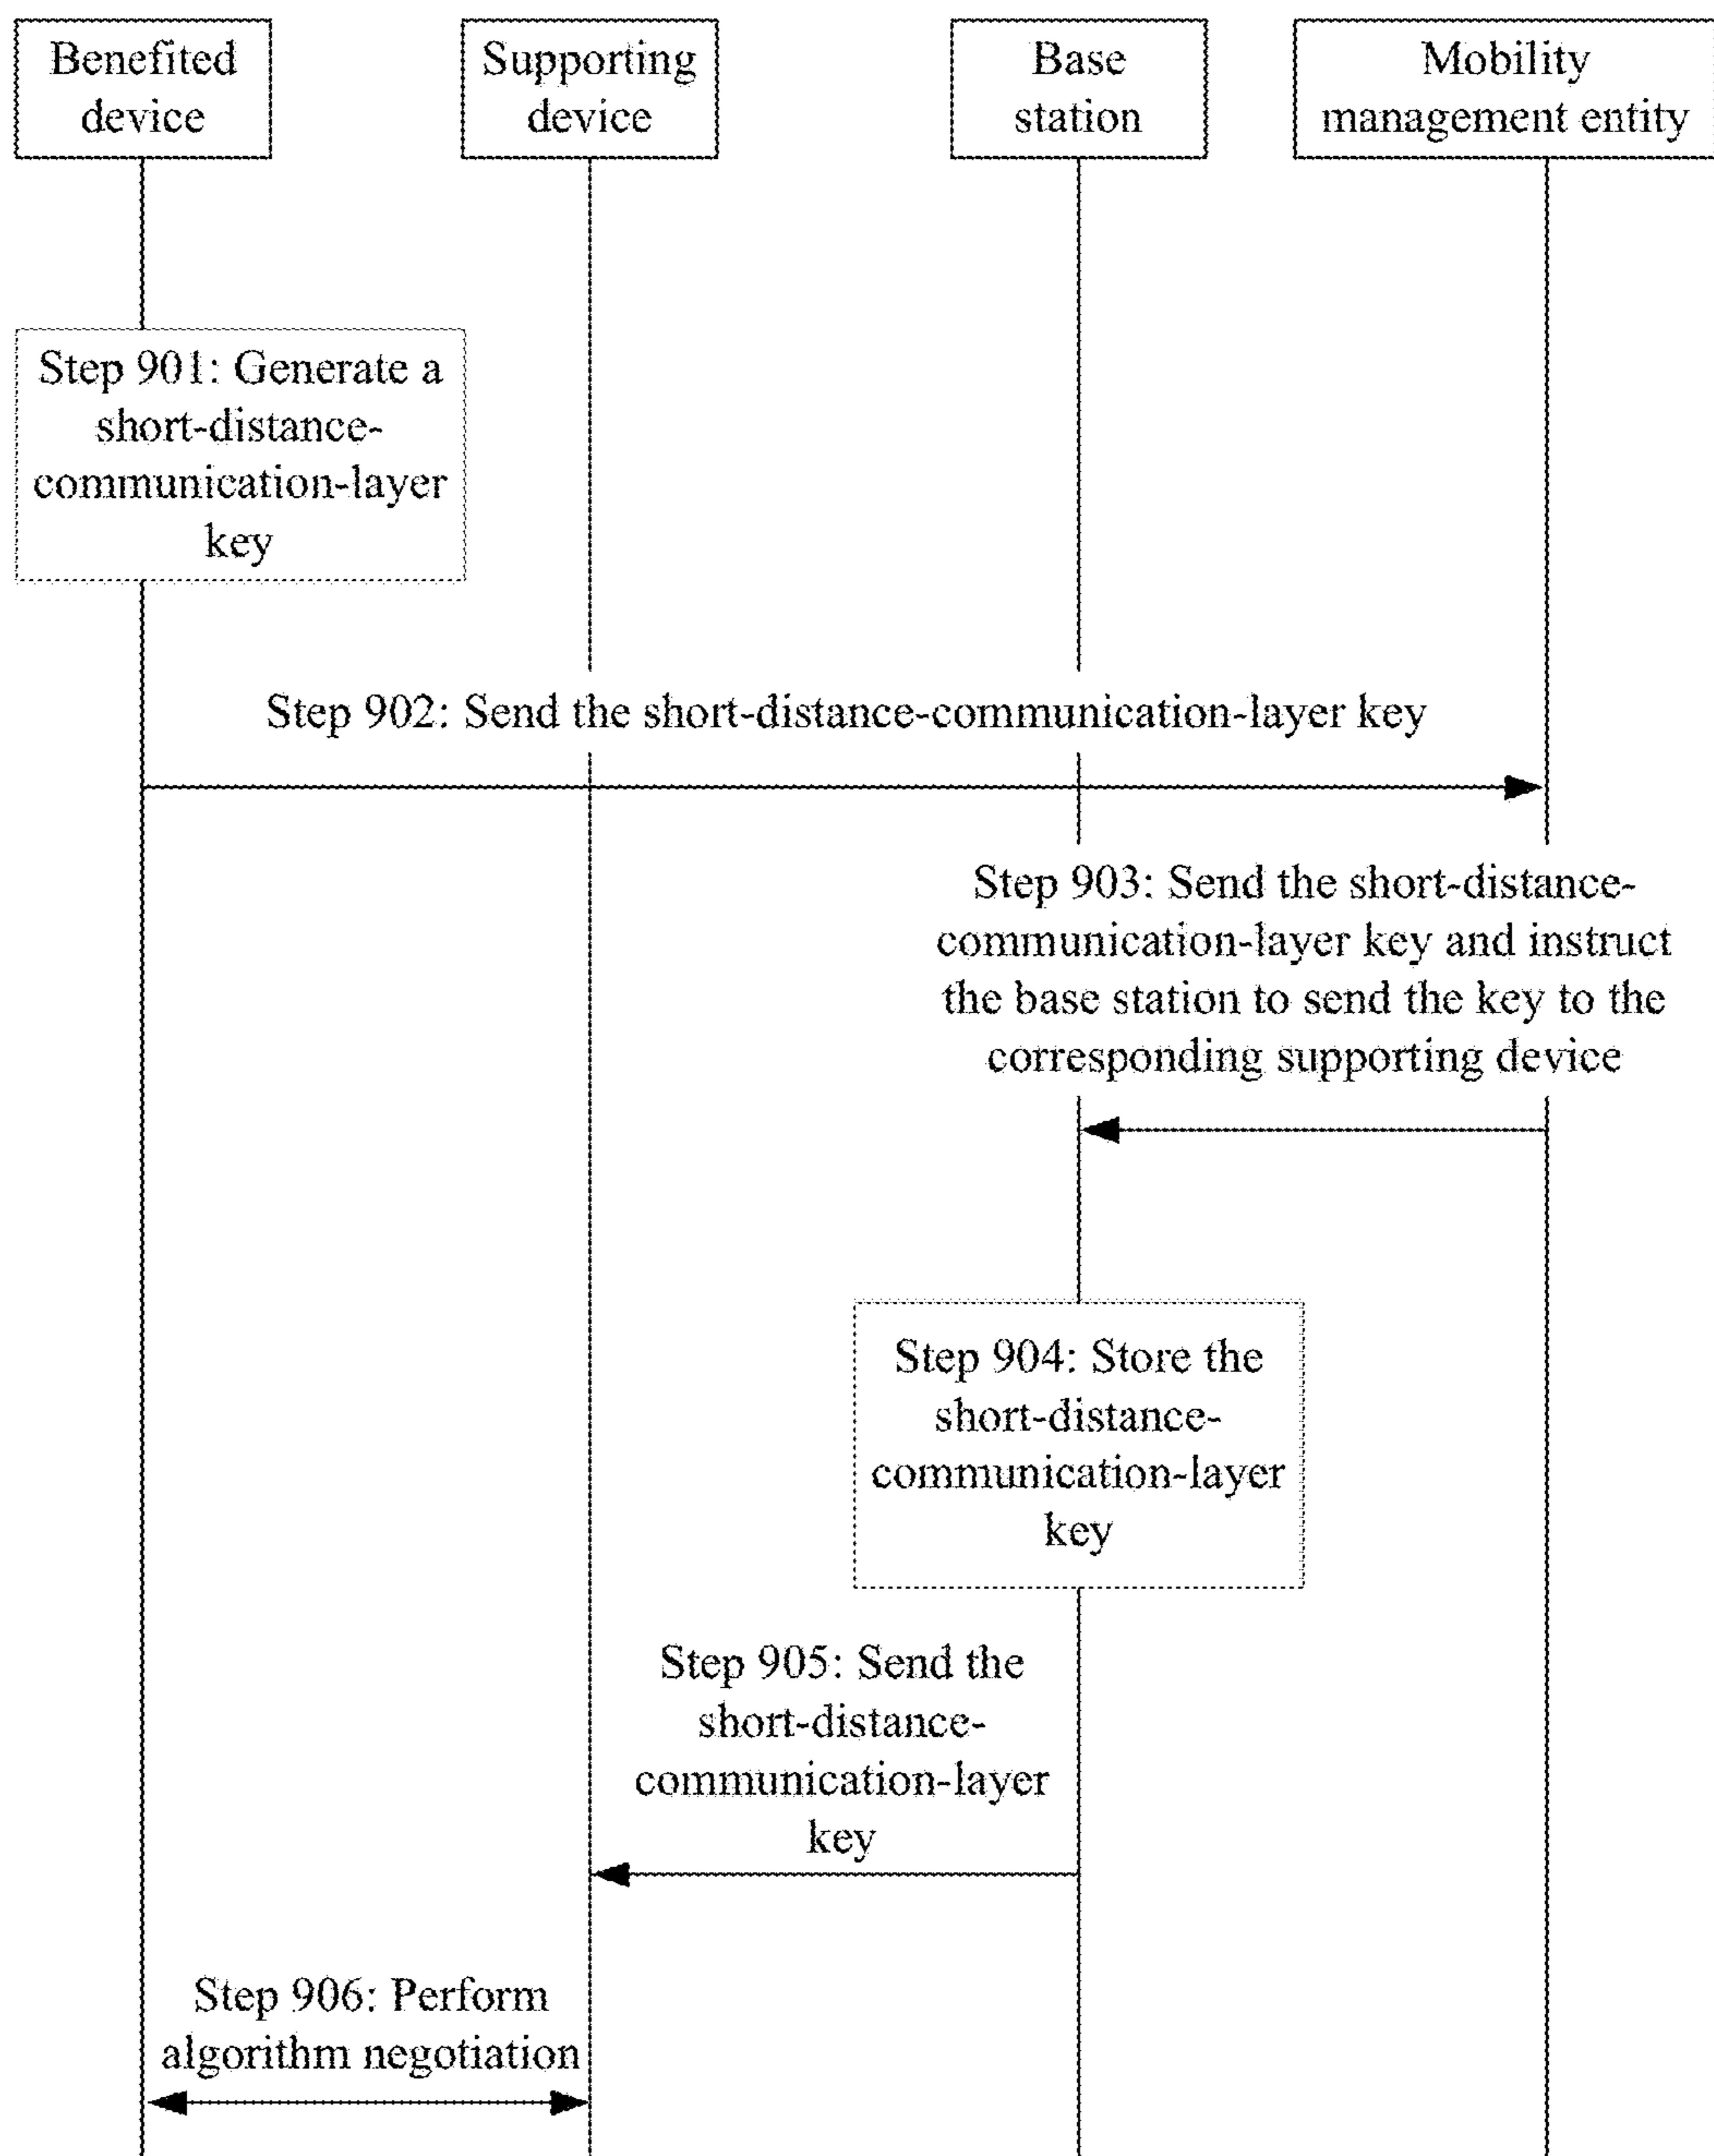 Benefited
device
Supporting
device
Base
station
Mobility
management entity
Step 901: Generate a
short-distance-
communication-layer
key
Step 902: Send the short-distance-communication-layer key
Step 903: Send the short-distance-
communication-layer key and instruct
the base station to send the key to the
corresponding supporting device
Step 904: Store the
short-distance-
communication-layer
key
Step 905: Send the
short-distance-
communication-layer
key
Step 906: Perform
algorithm negotiation